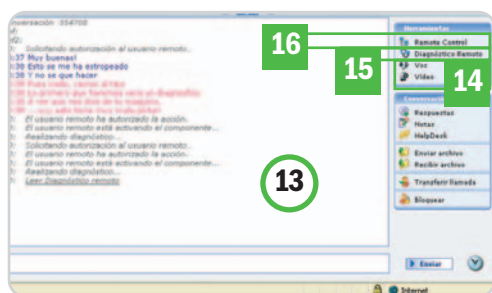 conversación 354708
Solicitando autorización al usuario remoto...
:37 Muy buenas!
:38 Esto se me ha estropeado
:38 Y no se que hacer
El usuario remoto ha autorizado la acción.
El usuario remoto está activando el componente...
Realizando diagnóstico...
Solicitando autorización al usuario remoto...
El usuario remoto ha autorizado la acción.
El usuario remoto está activando el componente...
Realizando diagnóstico...
Leer Diagnóstico remoto
13
16
15
14
Herramientas
Remote Control
Diagnóstico Remoto
Voz
Vídeo
Conversación
Respuestas
Notas
HelpDesk
Enviar archivo
Recibir archivo
Transferir llamada
Bloquear
Enviar
Internet